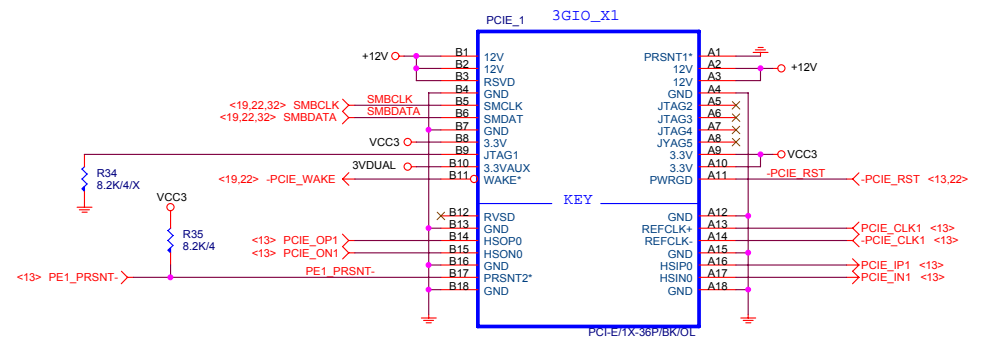 PCIE_1 3GIO_X1
+12V B1 12V PRSNT1* A1
B2 12V 12V A2 +12V
B3 RSVD 12V A3
B4 GND GND A4
<19,22,32> SMBCLK SMBCLK B5 SMCLK JTAG2 A5
<19,22,32> SMBDATA SMBDATA B6 SMDAT JTAG3 A6
B7 GND JTAG4 A7
VCC3 B8 3.3V JYAG5 A8
B9 JTAG1 3.3V A9 VCC3
3VDUAL B10 3.3VAUX 3.3V A10
<19,22> -PCIE_WAKE B11 WAKE* PWRGD A11 -PCIE_RST -PCIE_RST <13,22>
R34
8.2K/4/X
KEY
VCC3
B12 RVSD GND A12
B13 GND REFCLK+ A13 PCIE_CLK1 <13>
<13> PCIE_OP1 B14 HSOP0 REFCLK- A14 -PCIE_CLK1 <13>
<13> PCIE_ON1 B15 HSON0 GND A15
B16 GND HSIP0 A16 PCIE_IP1 <13>
<13> PE1_PRSNT- PE1_PRSNT- B17 PRSNT2* HSIN0 A17 PCIE_IN1 <13>
B18 GND GND A18
R35
8.2K/4
PCI-E/1X-36P/BK/OL